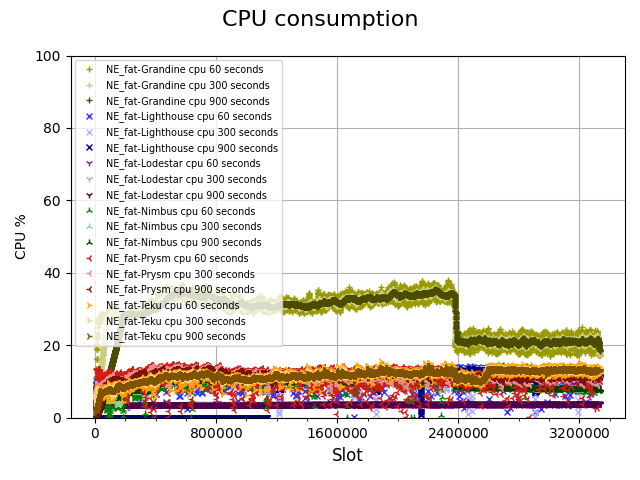 CPU consumption
CPU %
100
80
60
40
20
0
NE_fat-Grandine cpu 60 seconds
NE_fat-Grandine cpu 300 seconds
NE_fat-Grandine cpu 900 seconds
NE_fat-Lighthouse cpu 60 seconds
NE_fat-Lighthouse cpu 300 seconds
NE_fat-Lighthouse cpu 900 seconds
NE_fat-Lodestar cpu 60 seconds
NE_fat-Lodestar cpu 300 seconds
NE_fat-Lodestar cpu 900 seconds
NE_fat-Nimbus cpu 60 seconds
NE_fat-Nimbus cpu 300 seconds
NE_fat-Nimbus cpu 900 seconds
NE_fat-Prysm cpu 60 seconds
NE_fat-Prysm cpu 300 seconds
NE_fat-Prysm cpu 900 seconds
NE_fat-Teku cpu 60 seconds
NE_fat-Teku cpu 300 seconds
NE_fat-Teku cpu 900 seconds
0 800000 1600000 2400000 3200000
Slot